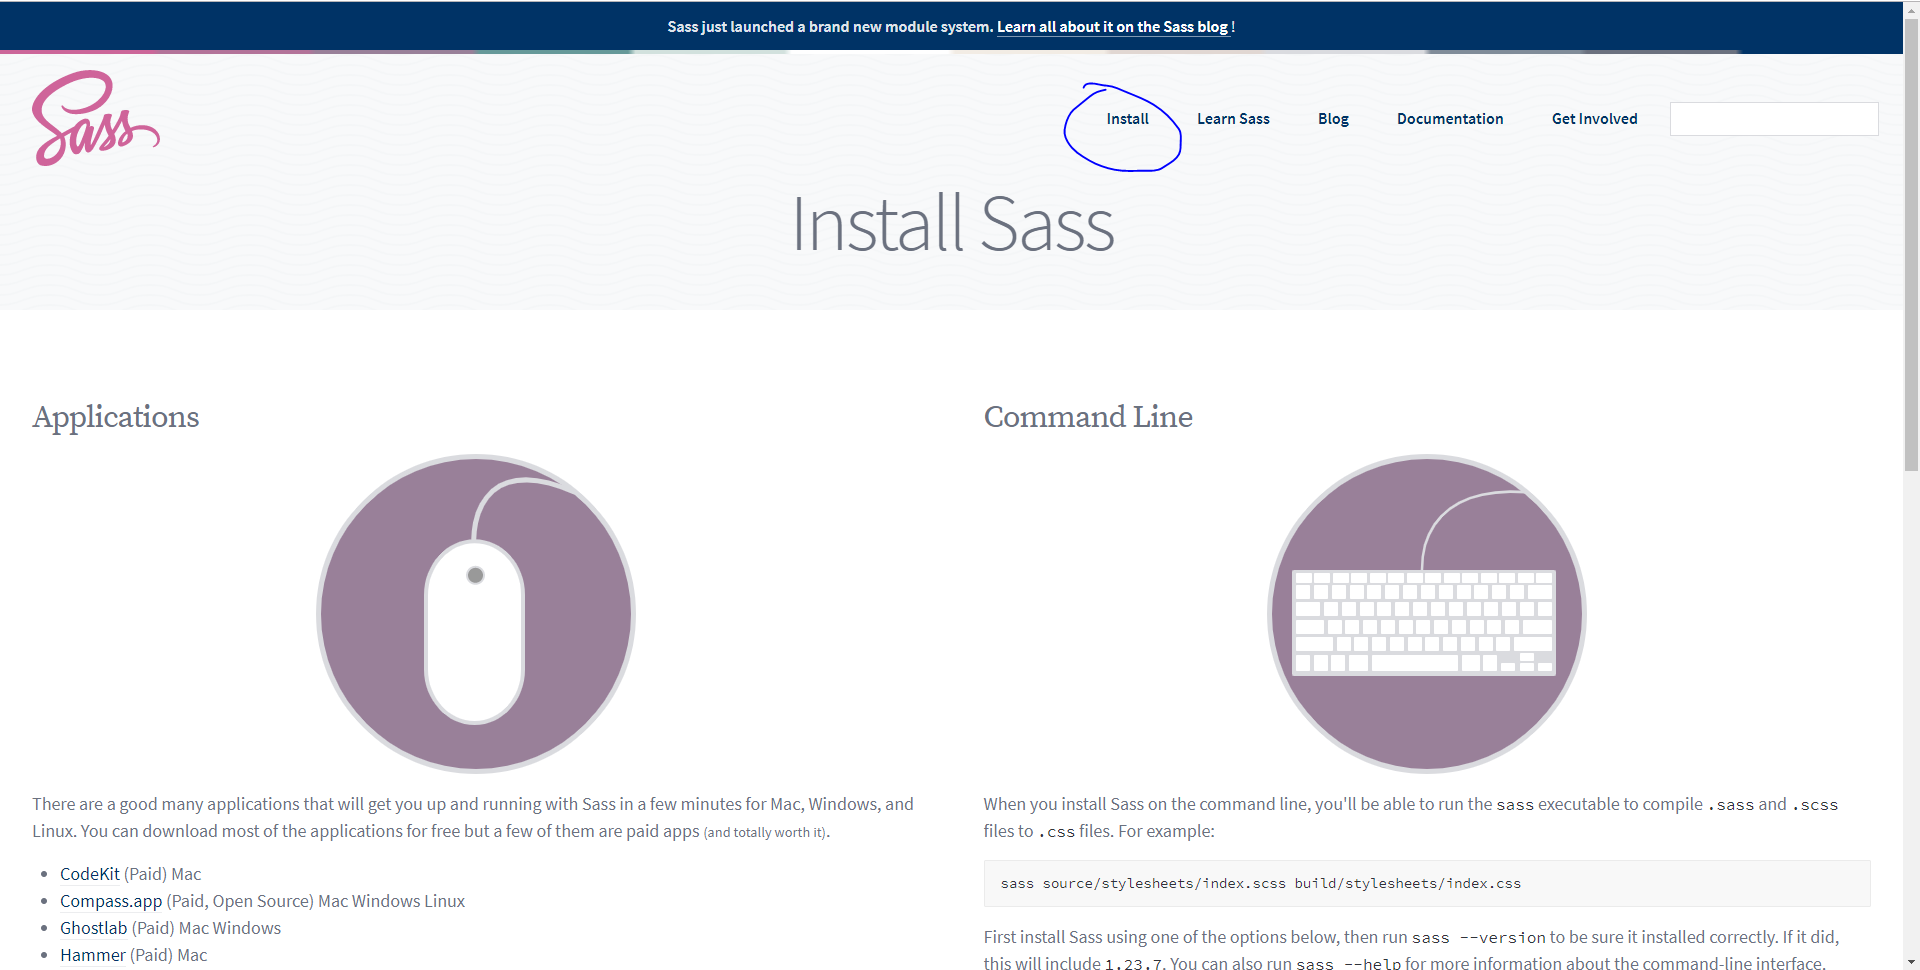 Sass just launched a brand new module system. Learn all about it on the Sass blog !
Sass
Install
Learn Sass
Blog
Documentation
Get Involved
Install Sass
Applications
There are a good many applications that will get you up and running with Sass in a few minutes for Mac, Windows, and
Linux. You can download most of the applications for free but a few of them are paid apps (and totally worth it).
• CodeKit (Paid) Mac
• Compass.app (Paid, Open Source) Mac Windows Linux
• Ghostlab (Paid) Mac Windows
• Hammer (Paid) Mac
Command Line
When you install Sass on the command line, you'll be able to run the sass executable to compile .sass and .scss
files to .css files. For example:
sass source/stylesheets/index.scss build/stylesheets/index.css
First install Sass using one of the options below, then run sass --version to be sure it installed correctly. If it did,
this will include 1.23.7. You can also run sass --help for more information about the command-line interface.